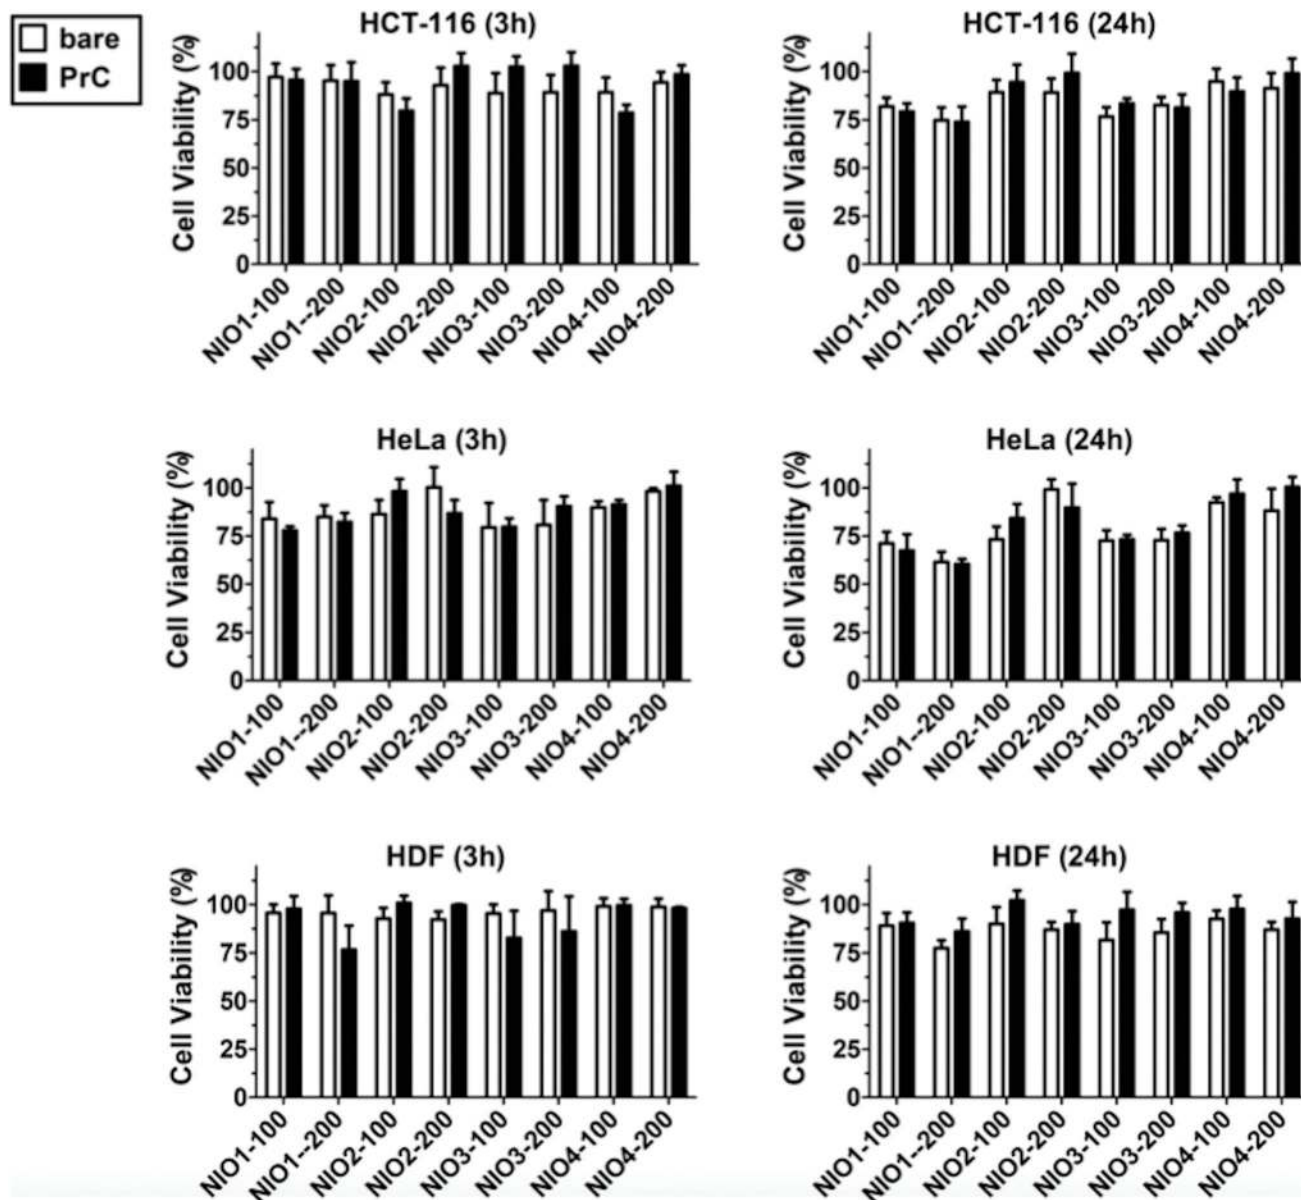 bare
PrC
HCT-116 (3h)
Cell Viability (%)
100
75
50
25
0
NIO1-100
NIO1--200
NIO2-100
NIO2-200
NIO3-100
NIO3-200
NIO4-100
NIO4-200
HCT-116 (24h)
Cell Viability (%)
100
75
50
25
0
NIO1-100
NIO1--200
NIO2-100
NIO2-200
NIO3-100
NIO3-200
NIO4-100
NIO4-200
HeLa (3h)
Cell Viability (%)
100
75
50
25
0
NIO1-100
NIO1--200
NIO2-100
NIO2-200
NIO3-100
NIO3-200
NIO4-100
NIO4-200
HeLa (24h)
Cell Viability (%)
100
75
50
25
0
NIO1-100
NIO1--200
NIO2-100
NIO2-200
NIO3-100
NIO3-200
NIO4-100
NIO4-200
HDF (3h)
Cell Viability (%)
100
75
50
25
0
NIO1-100
NIO1--200
NIO2-100
NIO2-200
NIO3-100
NIO3-200
NIO4-100
NIO4-200
HDF (24h)
Cell Viability (%)
100
75
50
25
0
NIO1-100
NIO1--200
NIO2-100
NIO2-200
NIO3-100
NIO3-200
NIO4-100
NIO4-200